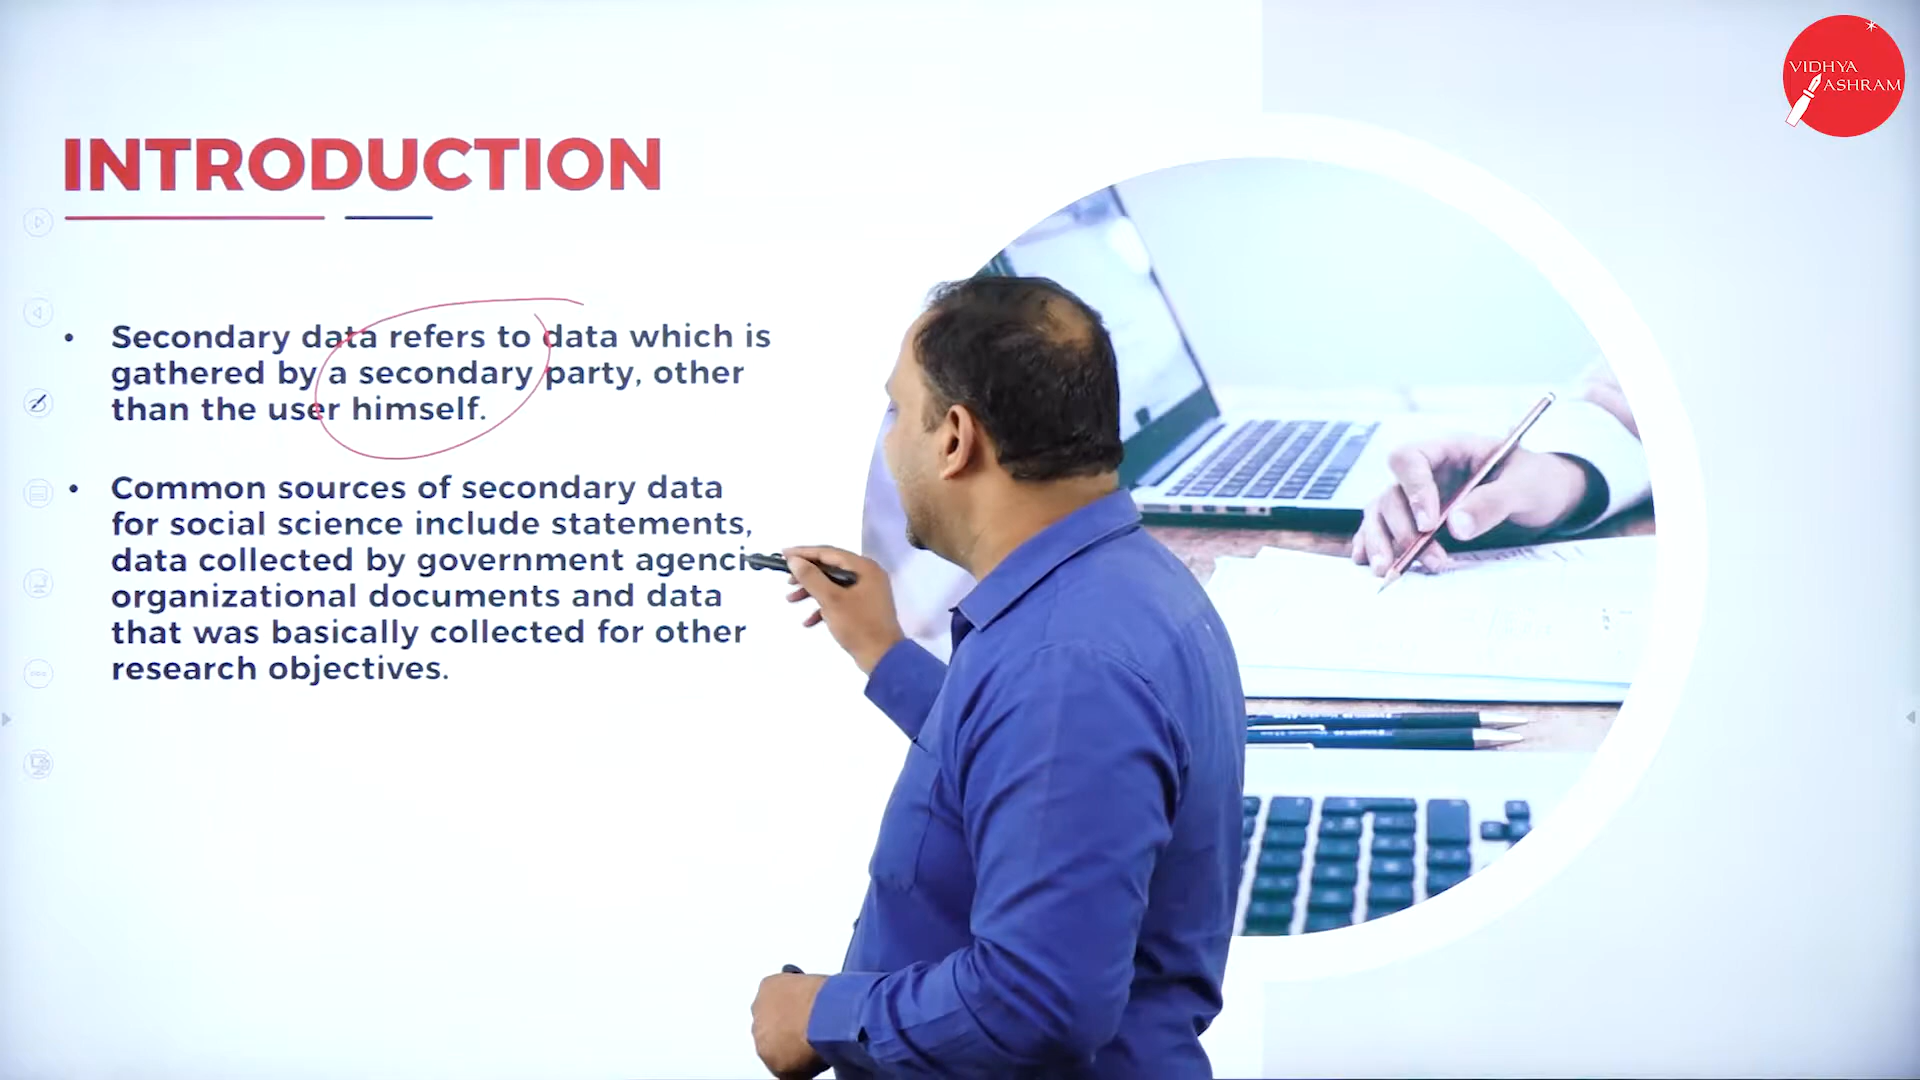 VIDHYA
ASHRAM
INTRODUCTION
• Secondary data refers to data which is
gathered by a secondary party, other
than the user himself.
• Common sources of secondary data
for social science include statements,
data collected by government
organizational documents and data
that was basically collected for other
research objectives.